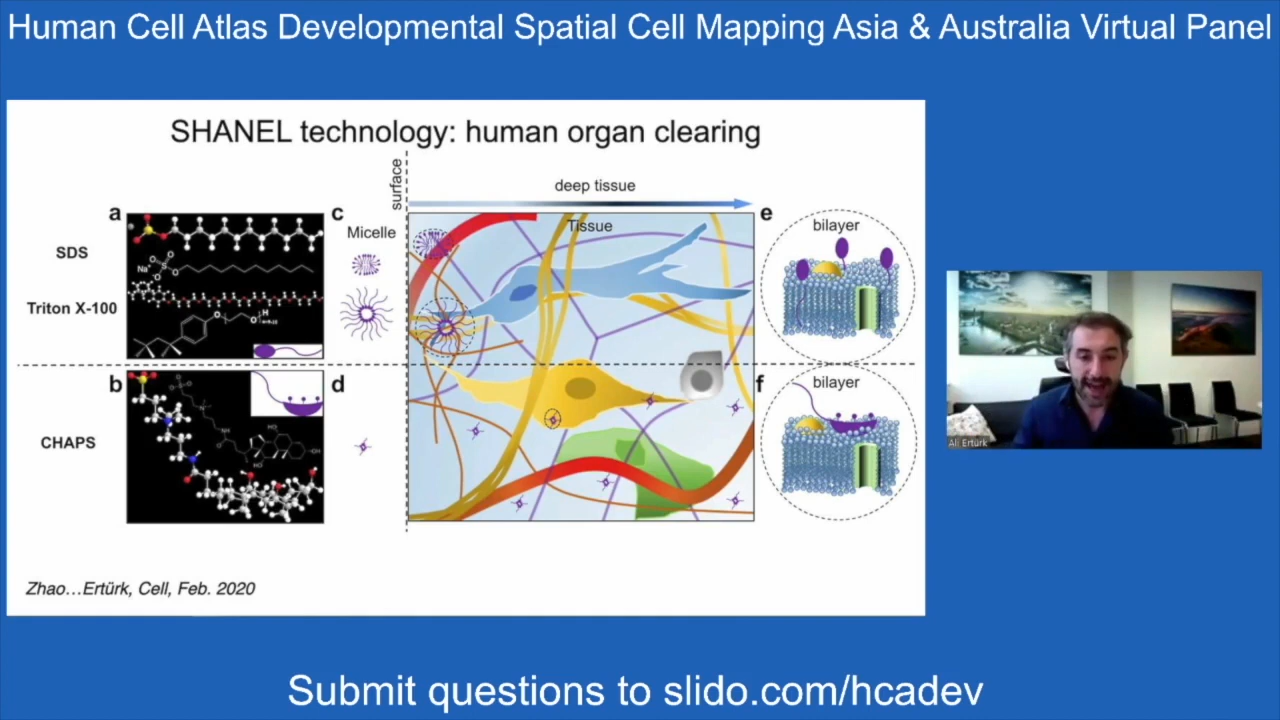 Human Cell Atlas Developmental Spatial Cell Mapping Asia & Australia Virtual Panel
SHANEL technology: human organ clearing
surface
deep tissue
a
c
e
Micelle
Tissue
bilayer
SDS
Na⁺
Triton X-100
b
d
f
bilayer
CHAPS
Ali Ertürk
Zhao…Ertürk, Cell, Feb. 2020
Submit questions to slido.com/hcadev